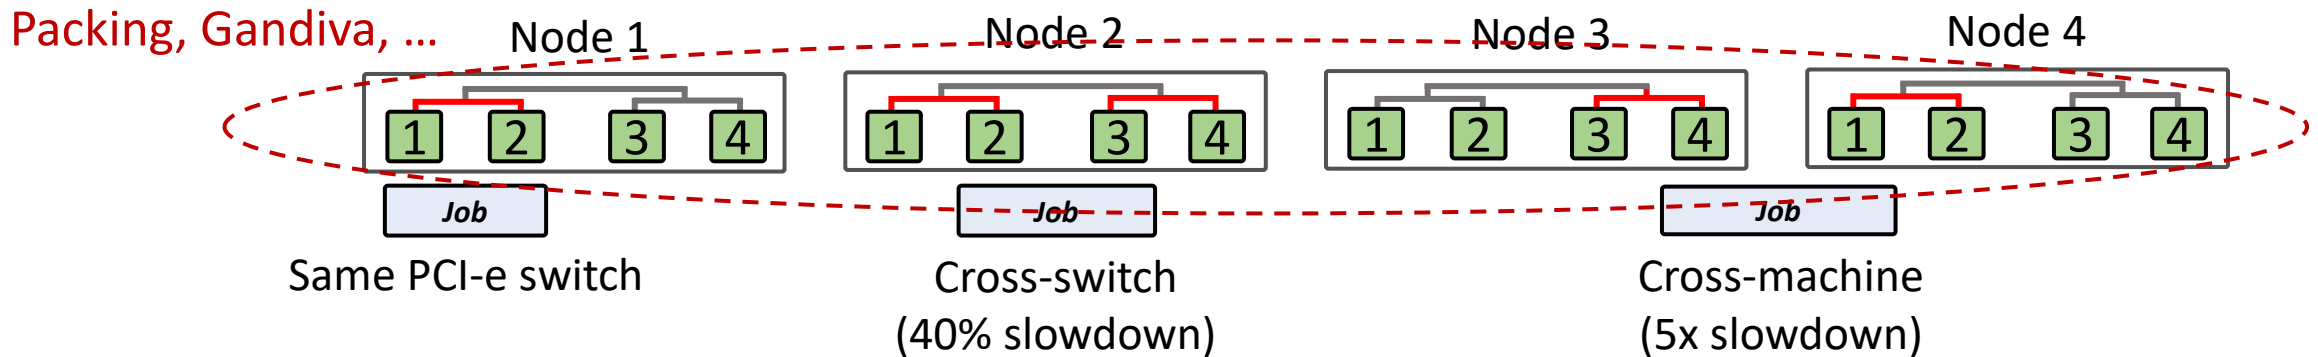 Packing, Gandiva, ...
Node 1
Node 2
Node 3
Node 4
1 2 3 4
1 2 3 4
1 2 3 4
1 2 3 4
Job
Job
Job
Same PCI-e switch
Cross-switch
(40% slowdown)
Cross-machine
(5x slowdown)